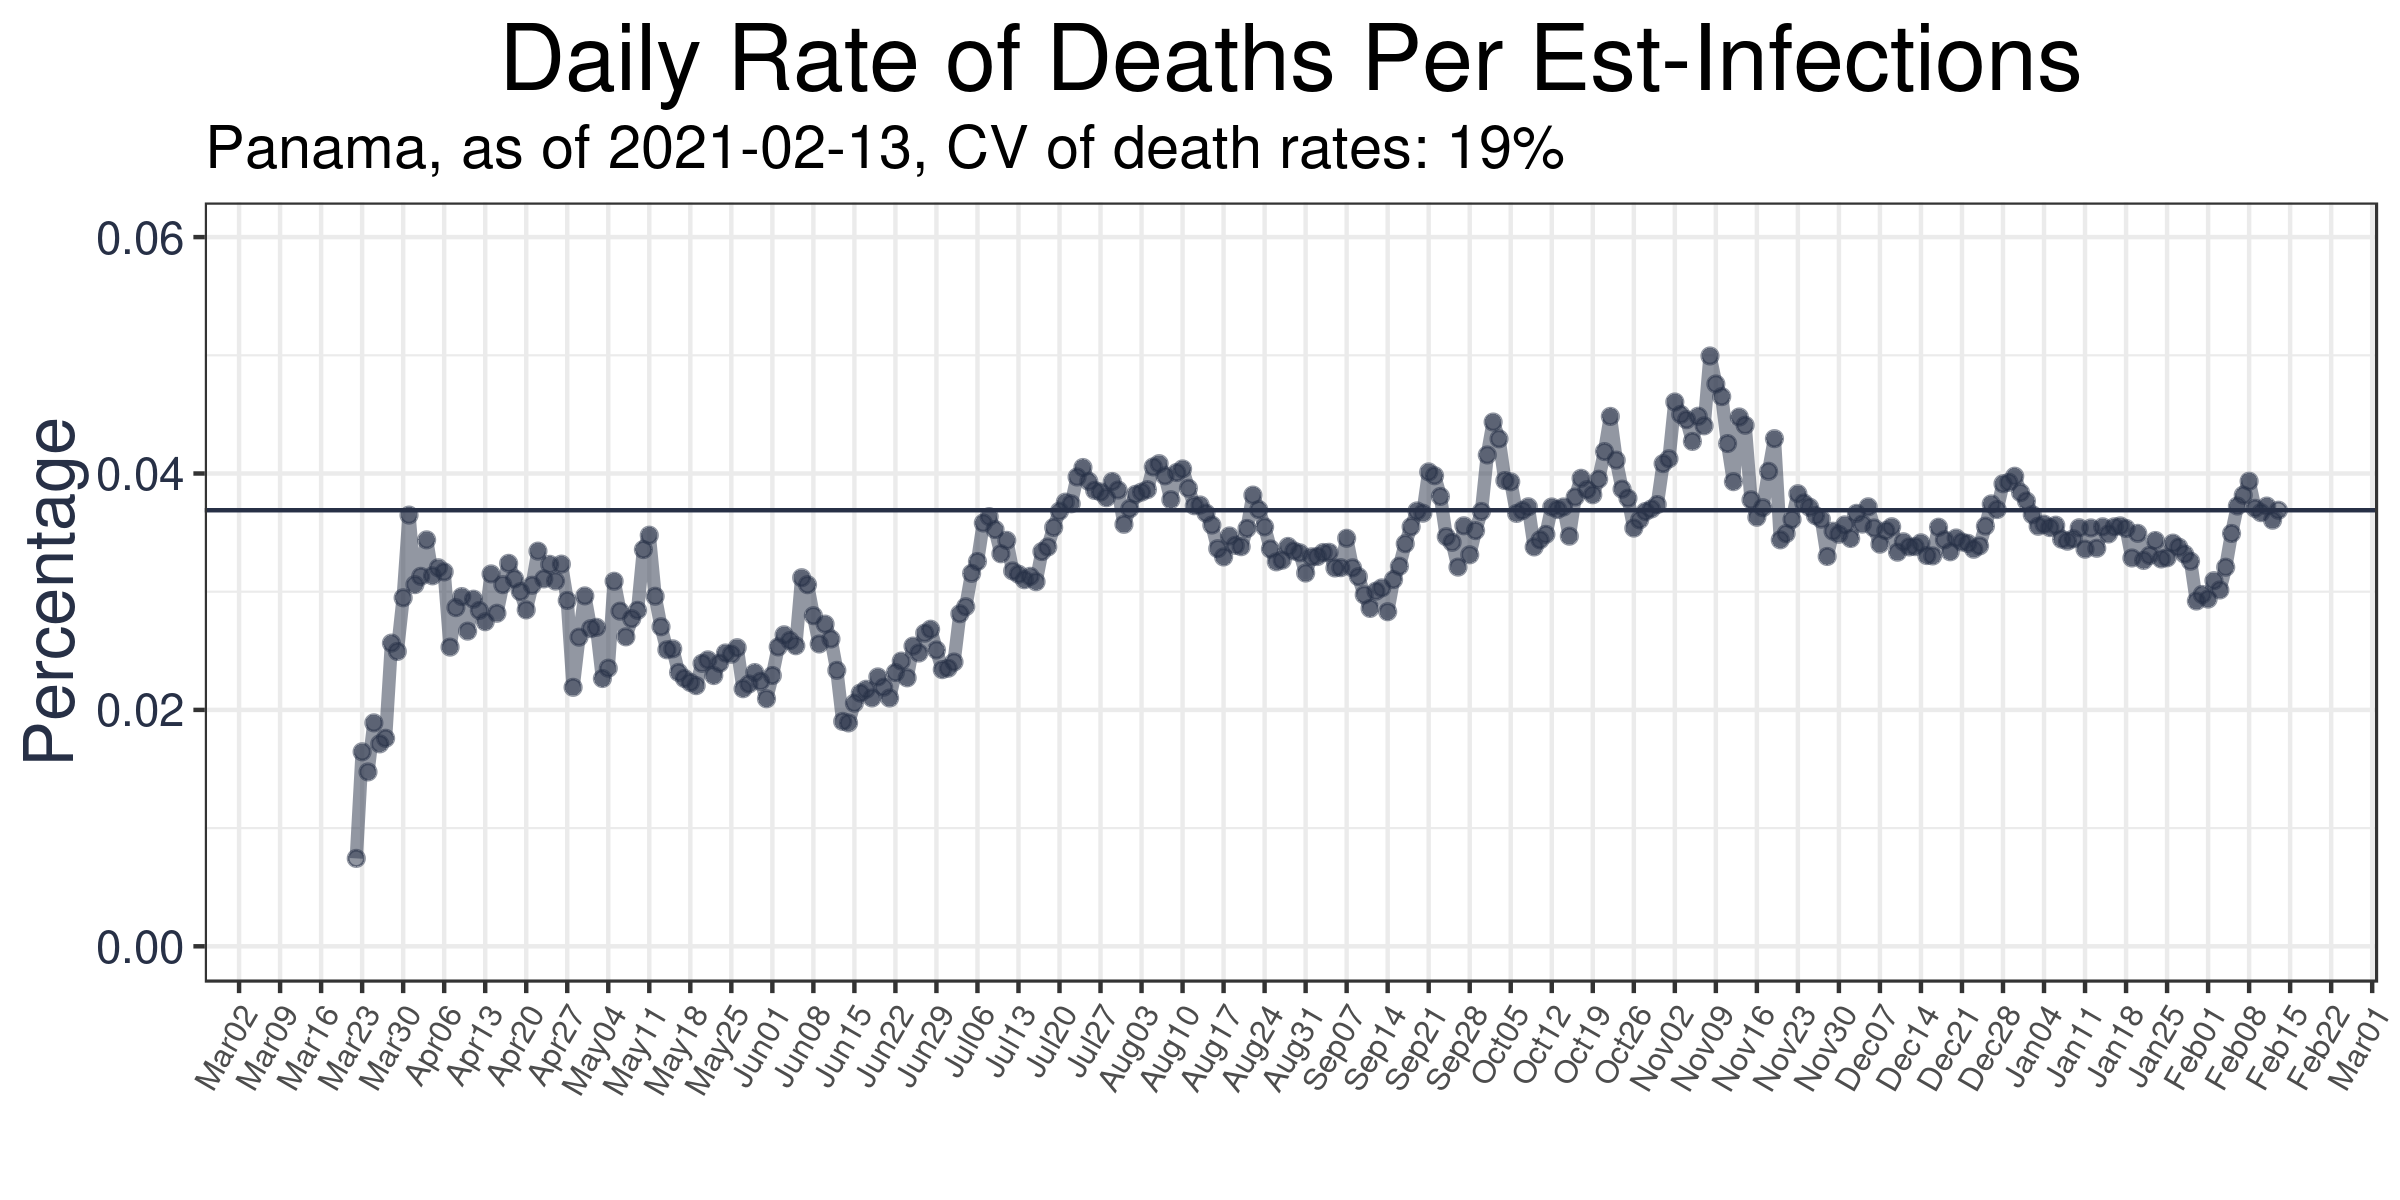 Daily Rate of Deaths Per Est-Infections
Panama, as of 2021-02-13, CV of death rates: 19%
Percentage
0.06
0.04
0.02
0.00
Mar02
Mar09
Mar16
Mar23
Mar30
Apr06
Apr13
Apr20
Apr27
May04
May11
May18
May25
Jun01
Jun08
Jun15
Jun22
Jun29
Jul06
Jul13
Jul20
Jul27
Aug03
Aug10
Aug17
Aug24
Aug31
Sep07
Sep14
Sep21
Sep28
Oct05
Oct12
Oct19
Oct26
Nov02
Nov09
Nov16
Nov23
Nov30
Dec07
Dec14
Dec21
Dec28
Jan04
Jan11
Jan18
Jan25
Feb01
Feb08
Feb15
Feb22
Mar01